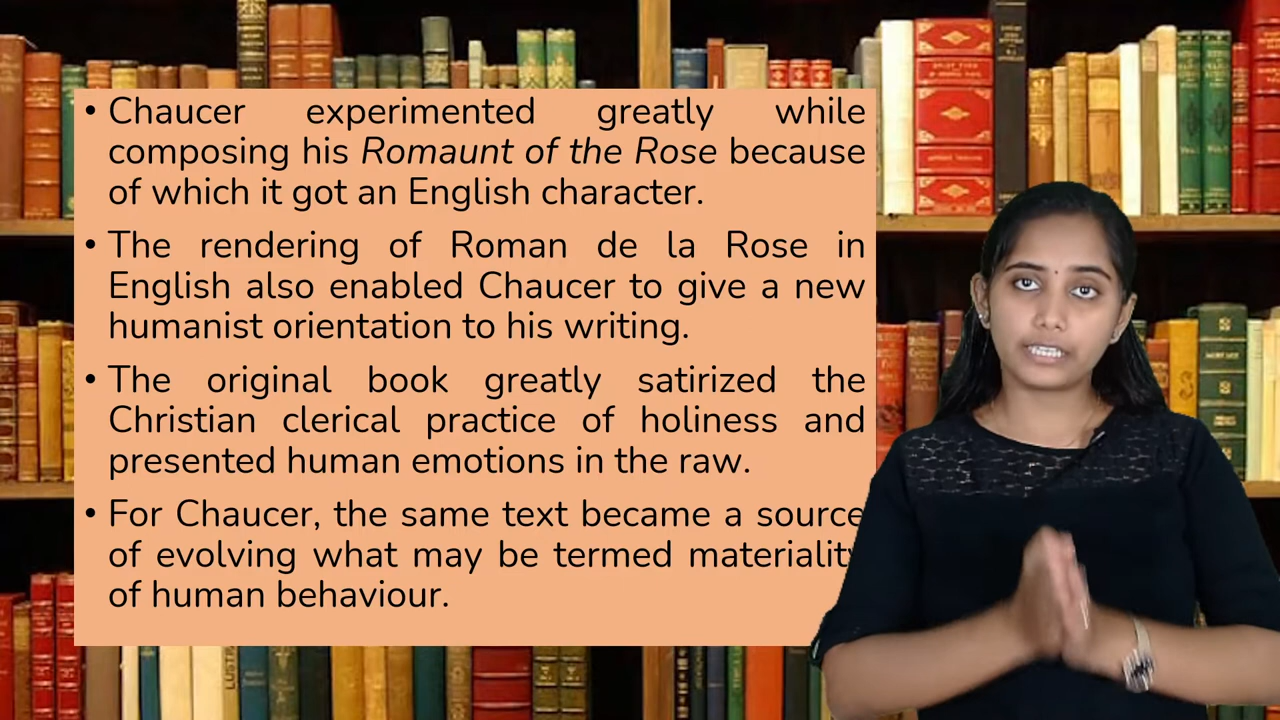 • Chaucer experimented greatly while
composing his Romaunt of the Rose because
of which it got an English character.
• The rendering of Roman de la Rose in
English also enabled Chaucer to give a new
humanist orientation to his writing.
• The original book greatly satirized the
Christian clerical practice of holiness and
presented human emotions in the raw.
• For Chaucer, the same text became a source
of evolving what may be termed materiality
of human behaviour.